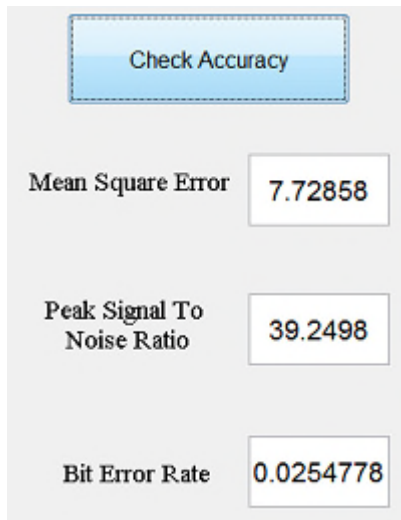 Check Accuracy
Mean Square Error
7.72858
Peak Signal To
Noise Ratio
39.2498
Bit Error Rate
0.0254778